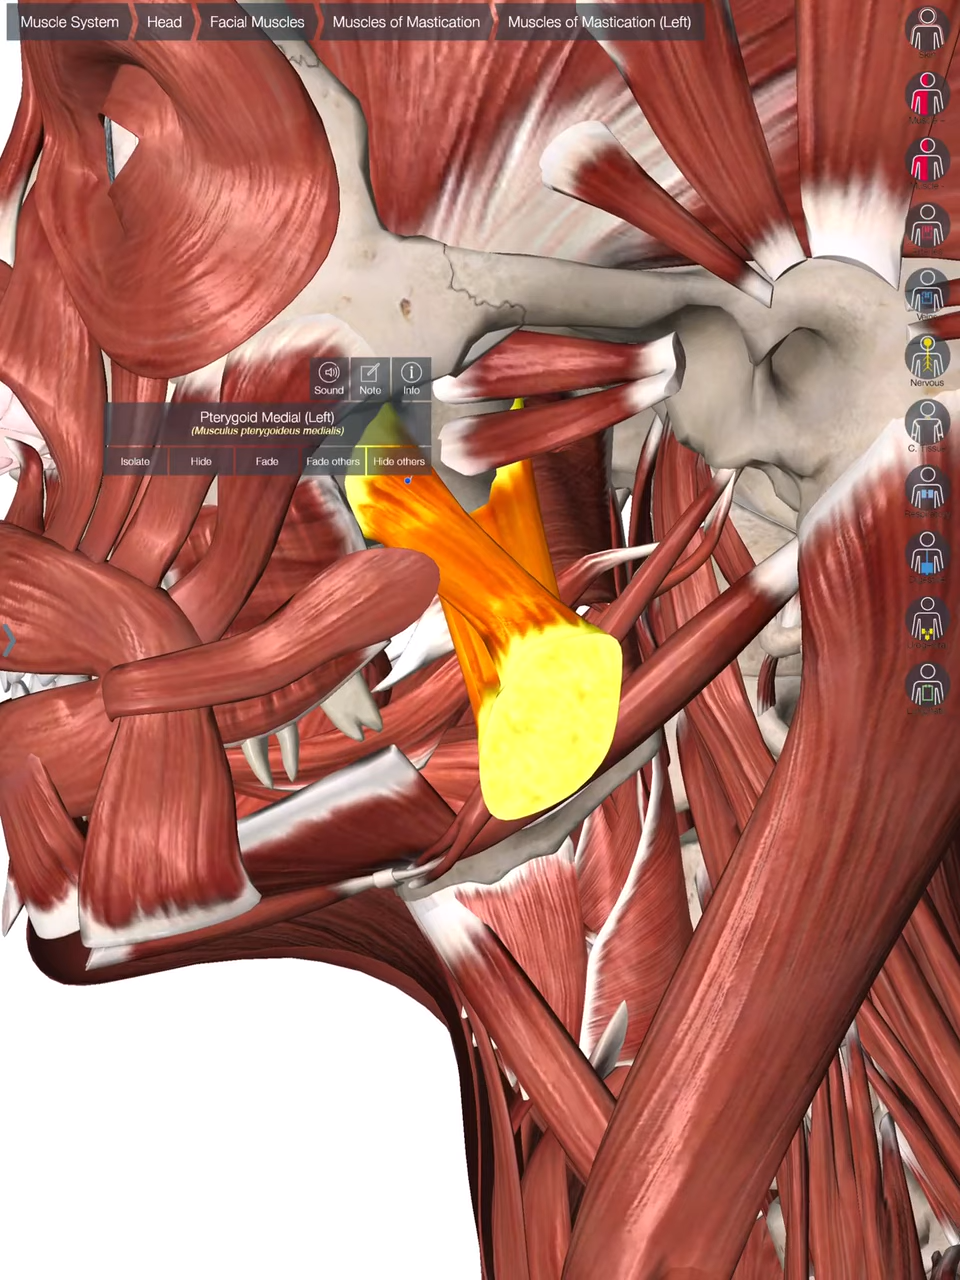 Muscle System Head Facial Muscles Muscles of Mastication Muscles of Mastication (Left)
Sound Note Info
Pterygoid Medial (Left)
(Musculus pterygoideus medialis)
Isolate Hide Fade Fade others Hide others
Nervous
C. Tissue